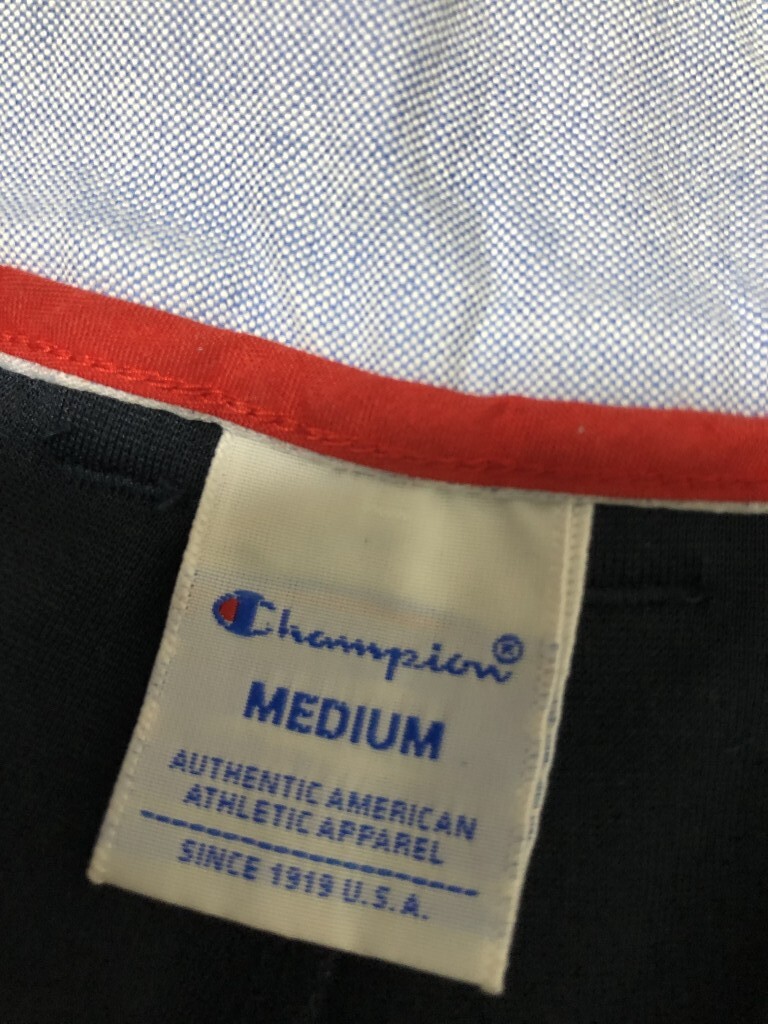 Champion®
MEDIUM
AUTHENTIC AMERICAN
ATHLETIC APPAREL
SINCE 1919 U.S.A.